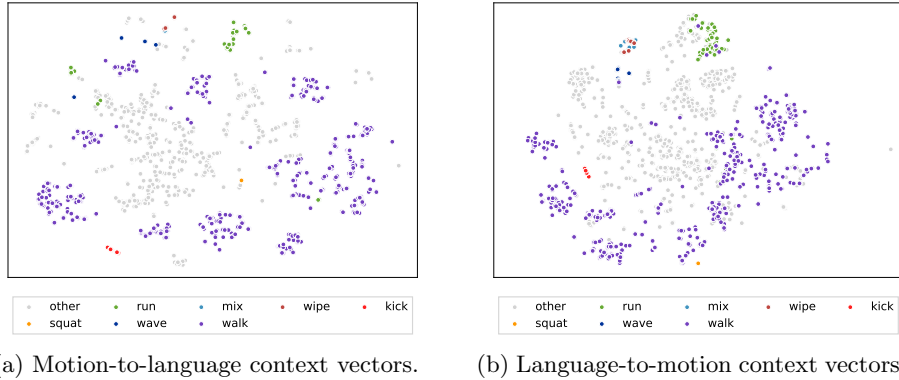 other run mix wipe kick
squat wave walk
other run mix wipe kick
squat wave walk
a) Motion-to-language context vectors.
(b) Language-to-motion context vectors